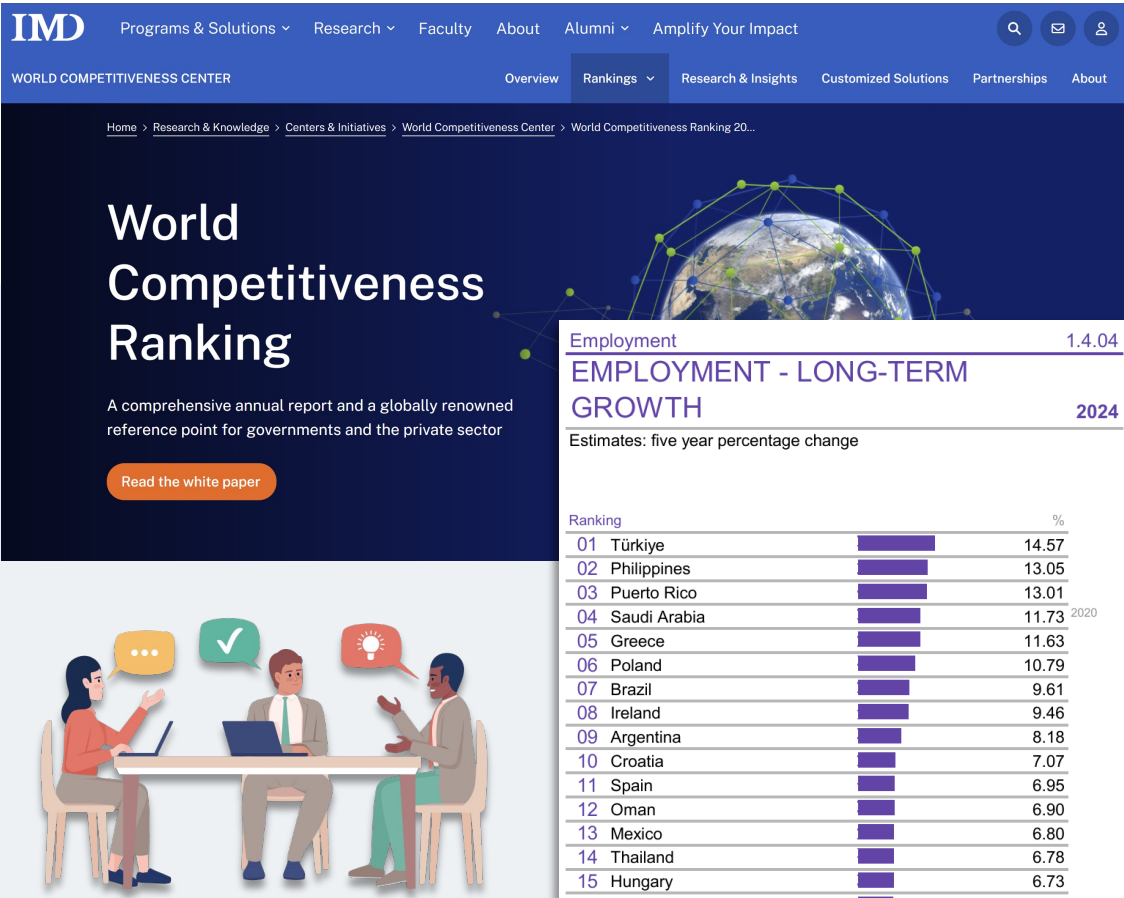 IMD
Programs & Solutions Research Faculty About Alumni Amplify Your Impact
WORLD COMPETITIVENESS CENTER Overview Rankings Research & Insights Customized Solutions Partnerships About
Home > Research & Knowledge > Centers & Initiatives > World Competitiveness Center > World Competitiveness Ranking 20...
World
Competitiveness
Ranking
A comprehensive annual report and a globally renowned
reference point for governments and the private sector
Read the white paper
Employment 1.4.04
EMPLOYMENT - LONG-TERM
GROWTH 2024
Estimates: five year percentage change
Ranking %
01 Türkiye 14.57
02 Philippines 13.05
03 Puerto Rico 13.01
04 Saudi Arabia 11.73 2020
05 Greece 11.63
06 Poland 10.79
07 Brazil 9.61
08 Ireland 9.46
09 Argentina 8.18
10 Croatia 7.07
11 Spain 6.95
12 Oman 6.90
13 Mexico 6.80
14 Thailand 6.78
15 Hungary 6.73